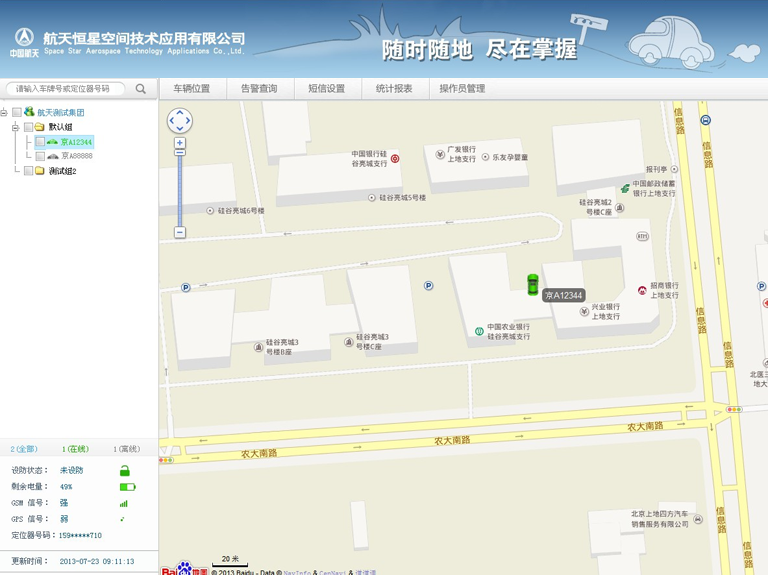 航天恒星空间技术应用有限公司
中国航天
Space Star Aerospace Technology Applications Co., Ltd.
随时随地 尽在掌握
请输入车牌号或定位器号码
车辆位置
告警查询
短信设置
统计报表
操作员管理
航天测试集团
默认组
京A12344
京A88888
测试组2
2(全部)
1(在线)
1(离线)
设防状态: 未设防
剩余电量: 49%
GSM 信号: 强
GPS 信号: 弱
定位器号码: 159*****710
更新时间: 2013-07-23 09:11:13
信息路
信息路
中国银行硅
谷亮城支行
广发银行
上地支行
乐友孕婴童
报刊亭
中国邮政储蓄
银行上地支行
硅谷亮城2
号楼C座
硅谷亮城5号楼
硅谷亮城6号楼
京A12344
招商银行
上地支行
兴业银行
上地支行
中国农业银行
硅谷亮城支行
硅谷亮城3
号楼B座
硅谷亮城3
号楼C座
信息路
信息路
北医三
地大
农大南路
农大南路
农大南路
北京上地四方汽车
销售服务有限公司
信息路
信息路
20 米
Bai 地图
© 2013 Baidu - Data © NavInfo & CenNavi & 道道通